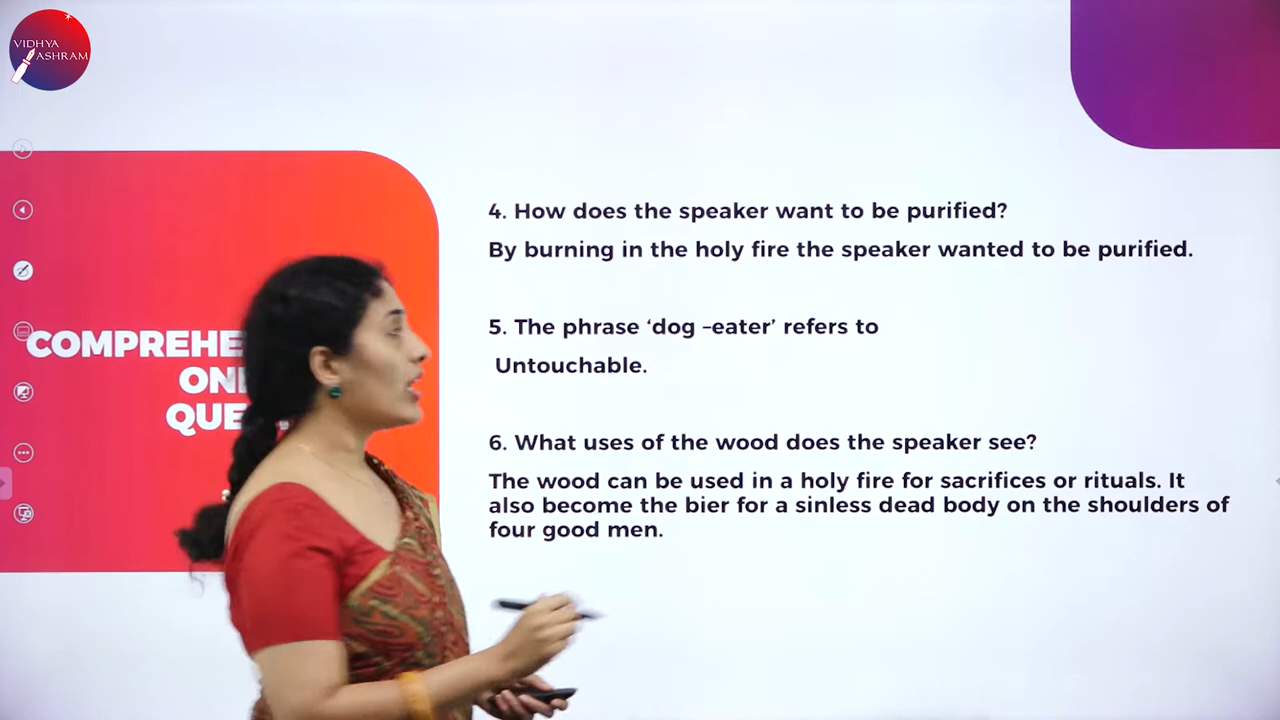 VIDHYA
ASHRAM
4. How does the speaker want to be purified?
By burning in the holy fire the speaker wanted to be purified.
5. The phrase ‘dog –eater’ refers to
Untouchable.
6. What uses of the wood does the speaker see?
The wood can be used in a holy fire for sacrifices or rituals. It
also become the bier for a sinless dead body on the shoulders of
four good men.